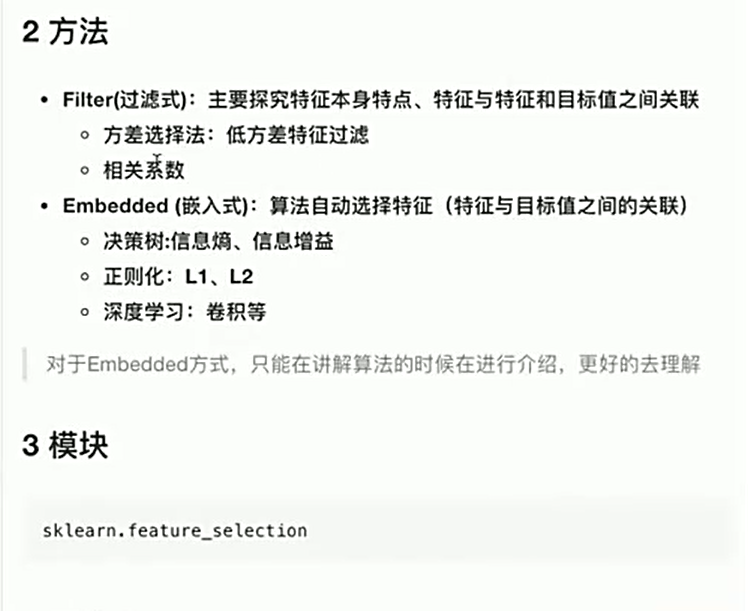 2 方法
Filter(过滤式)：主要探究特征本身特点、特征与特征和目标值之间关联
方差选择法：低方差特征过滤
相关系数
Embedded (嵌入式)：算法自动选择特征（特征与目标值之间的关联）
决策树:信息熵、信息增益
正则化：L1、L2
深度学习：卷积等
对于Embedded方式，只能在讲解算法的时候在进行介绍，更好的去理解
3 模块
sklearn.feature_selection